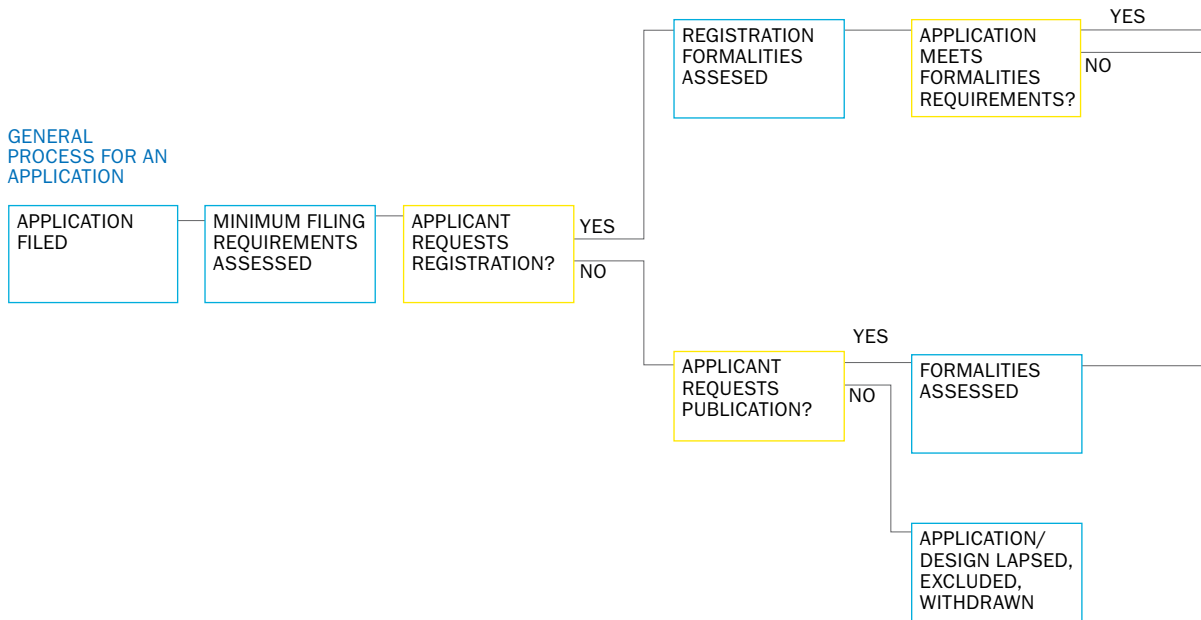 GENERAL
PROCESS FOR AN
APPLICATION
APPLICATION
FILED
MINIMUM FILING
REQUIREMENTS
ASSESSED
APPLICANT
REQUESTS
REGISTRATION?
YES
NO
REGISTRATION
FORMALITIES
ASSESED
APPLICATION
MEETS
FORMALITIES
REQUIREMENTS?
YES
NO
APPLICANT
REQUESTS
PUBLICATION?
YES
NO
FORMALITIES
ASSESSED
APPLICATION/
DESIGN LAPSED,
EXCLUDED,
WITHDRAWN